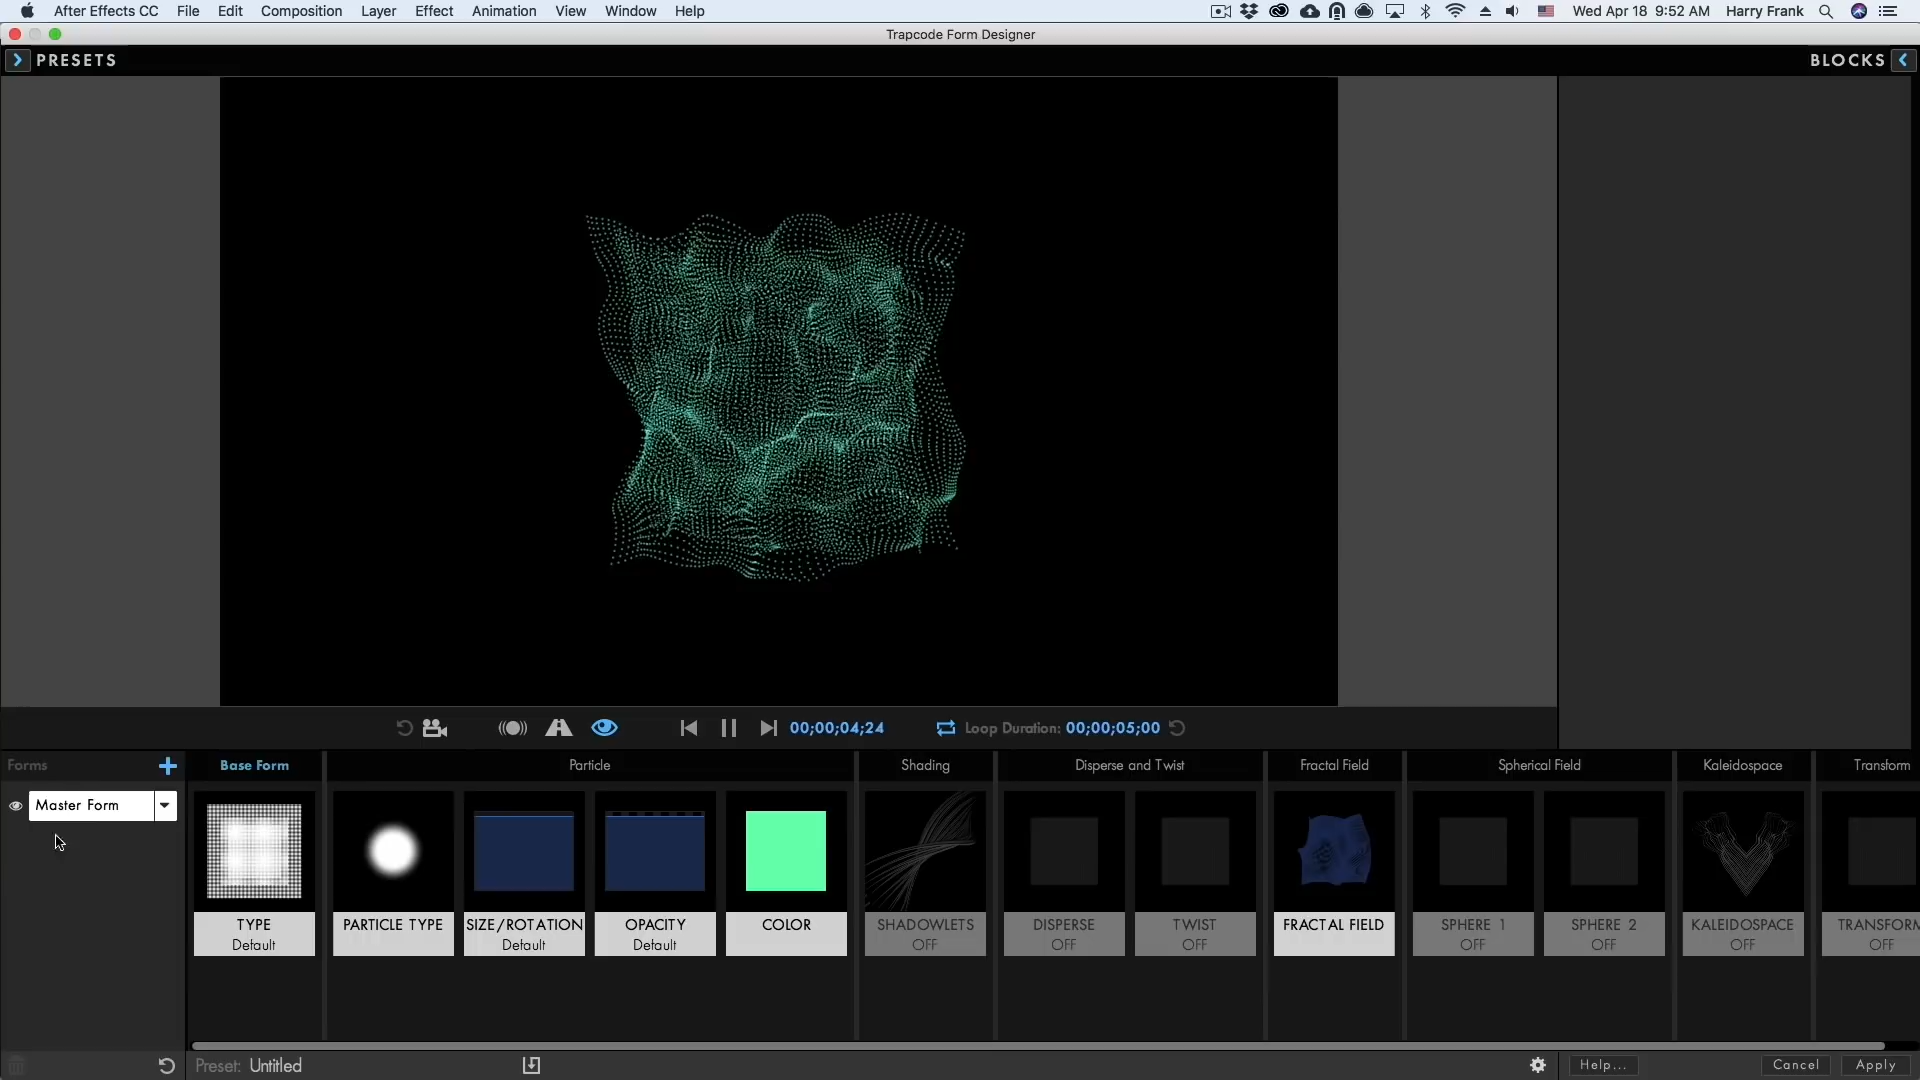 After Effects CC File Edit Composition Layer Effect Animation View Window Help Wed Apr 18 9:52 AM Harry Frank
Trapcode Form Designer
PRESETS BLOCKS
00;00;04;24 Loop Duration: 00;00;05;00
Forms Base Form Particle Shading Disperse and Twist Fractal Field Spherical Field Kaleidospace Transform
Master Form
TYPE PARTICLE TYPE SIZE/ROTATION OPACITY COLOR SHADOWLETS DISPERSE TWIST FRACTAL FIELD SPHERE 1 SPHERE 2 KALEIDOSPACE TRANSFORM
Default Default Default OFF OFF OFF OFF OFF OFF OFF
Preset: Untitled Help... Cancel Apply